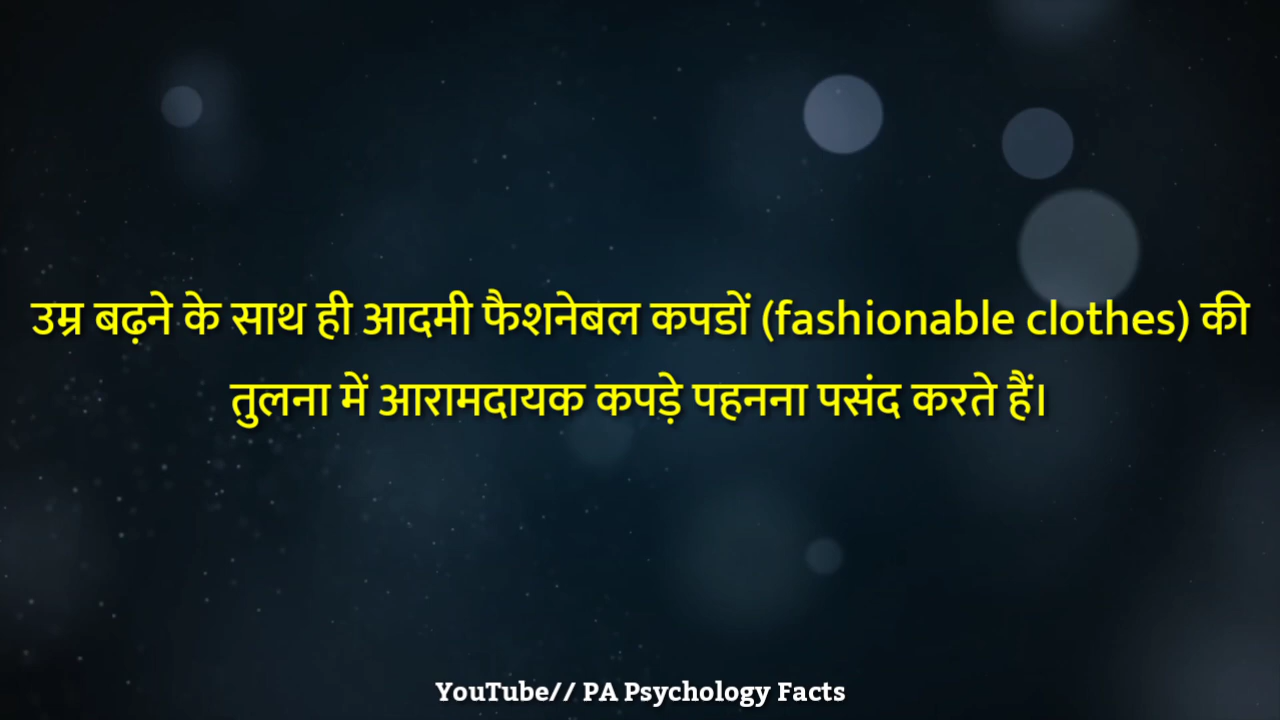 उम्र बढ़ने के साथ ही आदमी फैशनेबल कपडों (fashionable clothes) की
तुलना में आरामदायक कपड़े पहनना पसंद करते हैं।
YouTube// PA Psychology Facts